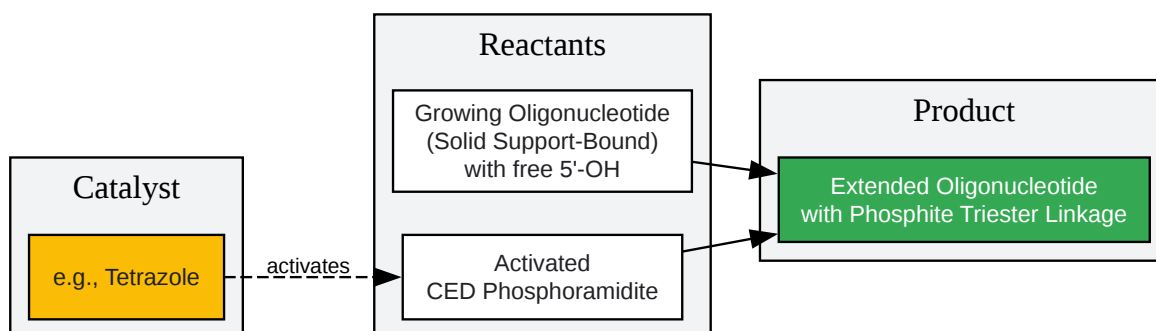 Catalyst
e.g., Tetrazole
activates
Reactants
Growing Oligonucleotide
(Solid Support-Bound)
with free 5'-OH
Activated
CED Phosphoramidite
Product
Extended Oligonucleotide
with Phosphite Triester Linkage